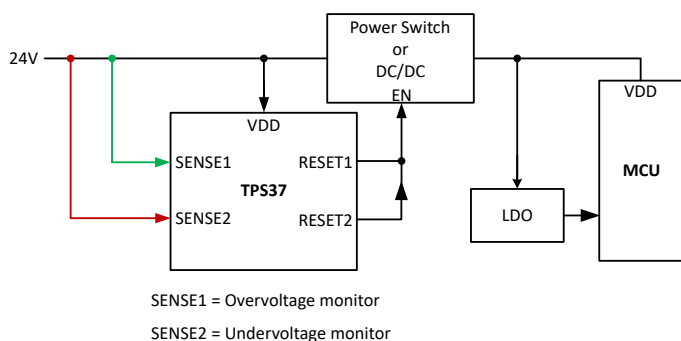 Power Switch
or
DC/DC
EN
24V
VDD
SENSE1
RESET1
TPS37
SENSE2
RESET2
VDD
MCU
LDO
SENSE1 = Overvoltage monitor
SENSE2 = Undervoltage monitor